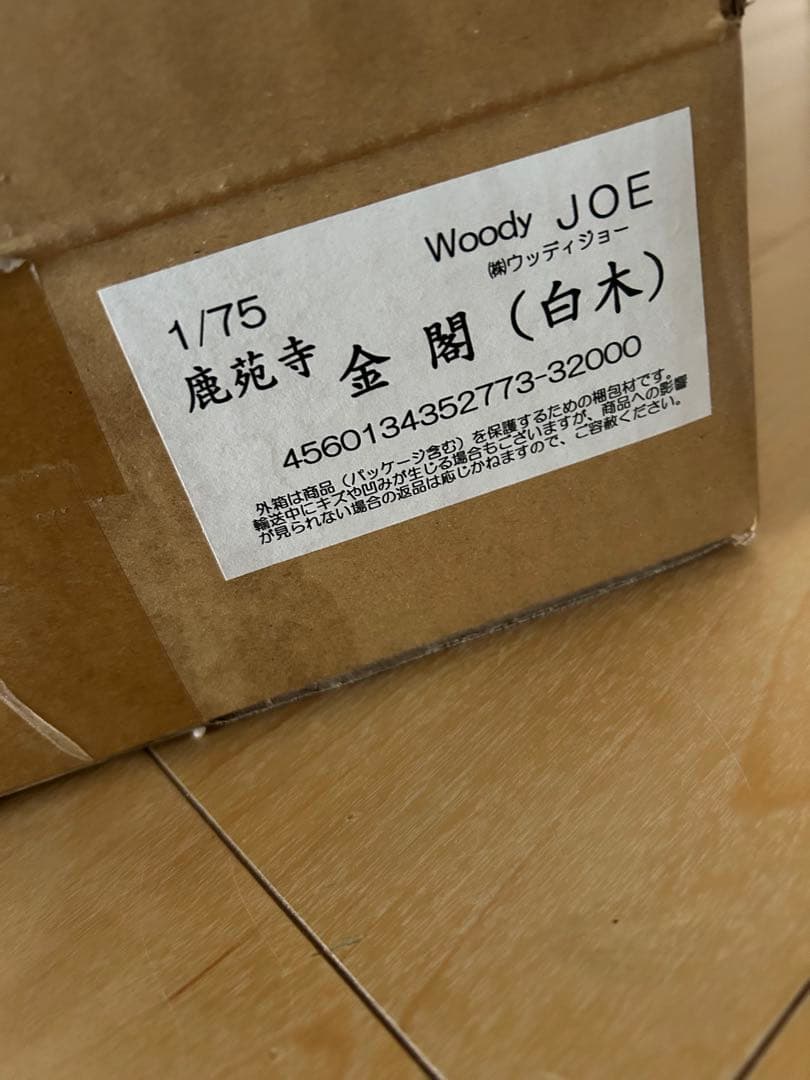 Woody JOE
㈱ウッディジョー
1/75
鹿苑寺 金閣（白木）
4560134352773-32000
外箱は商品（パッケージ含む）を保護するための梱包材です。
輸送中にキズや凹みが生じる場合もございますが、商品への影響
が見られない場合の返品は応じかねますので、ご容赦ください。